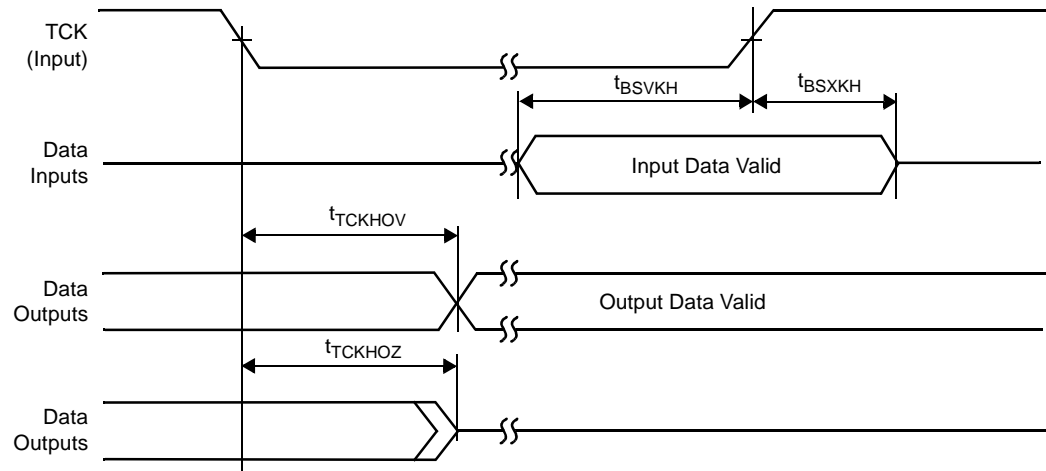 TCK
(Input)
tBSVKH
tBSXKH
Data
Inputs
Input Data Valid
tTCKHOV
Data
Outputs
Output Data Valid
tTCKHOZ
Data
Outputs